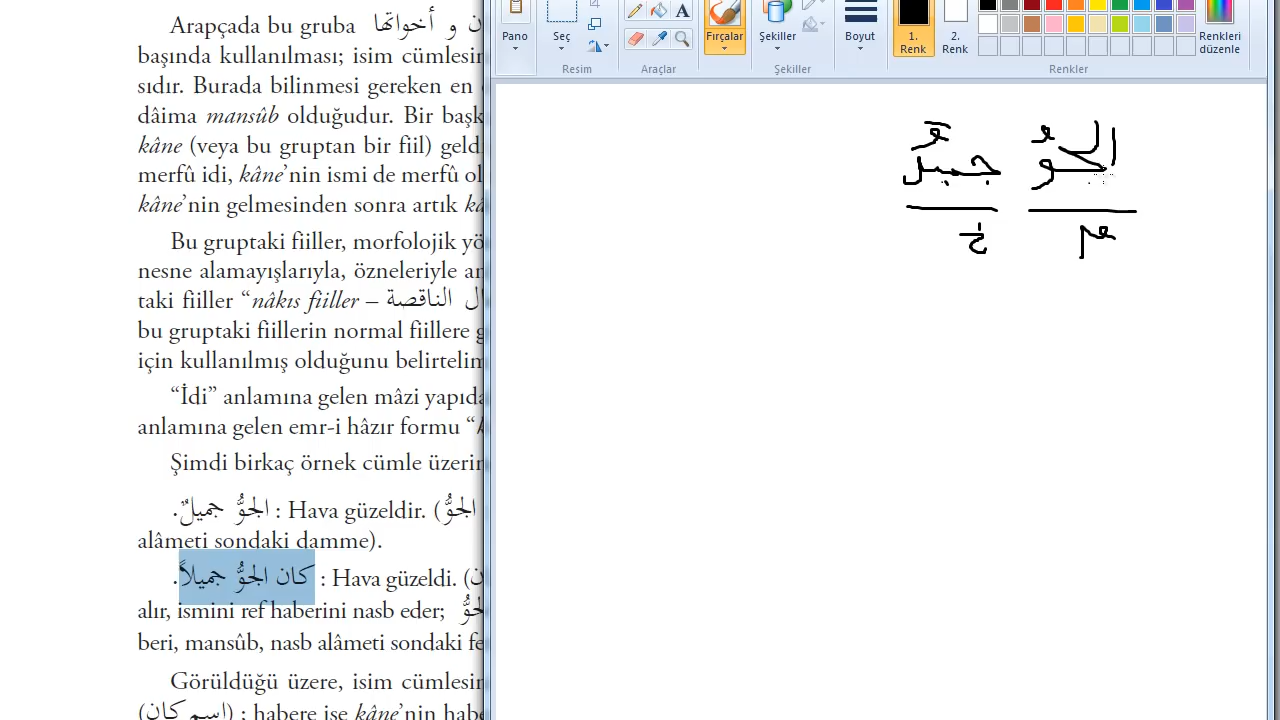 Arapçada bu gruba ن و أخواتها
başında kullanılması; isim cümlesin
sıdır. Burada bilinmesi gereken en
dâima mansûb olduğudur. Bir başk
kâne (veya bu gruptan bir fiil) geldi
merfû idi, kâne’nin ismi de merfû ol
kâne’nin gelmesinden sonra artık kâ
Bu gruptaki fiiller, morfolojik yö
nesne alamayışlarıyla, özneleriyle an
taki fiiller “nâkıs fiiller – ال الناقصة
bu gruptaki fiillerin normal fiillere g
için kullanılmış olduğunu belirtelim
“İdi” anlamına gelen mâzi yapıda
anlamına gelen emr-i hâzır formu “k
Şimdi birkaç örnek cümle üzerin
الجوُّ جميلٌ. : Hava güzeldir. (الجوُّ
alâmeti sondaki damme).
كان الجوُّ جميلاً. : Hava güzeldi. (ن
alır, ismini ref haberini nasb eder; الجوُّ
beri, mansûb, nasb alâmeti sondaki fe
Görüldüğü üzere, isim cümlesin
(اسم كان) ; habere ise kâne’nin habe
Pano
Seç
Fırçalar
Şekiller
Boyut
1. Renk
2. Renk
Renkleri düzenle
Resim
Araçlar
Şekiller
Renkler
الجوُّ جميلٌ
م خ